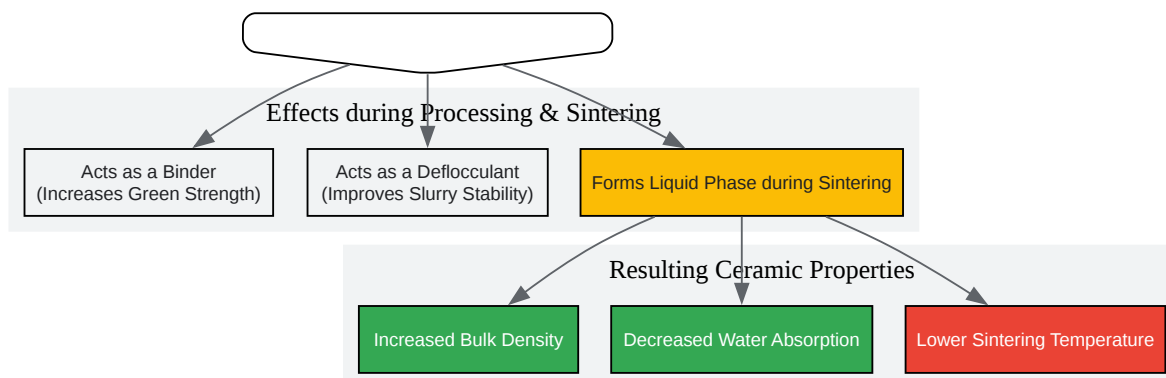 Effects during Processing & Sintering
Acts as a Binder
(Increases Green Strength)
Acts as a Deflocculant
(Improves Slurry Stability)
Forms Liquid Phase during Sintering
Resulting Ceramic Properties
Increased Bulk Density
Decreased Water Absorption
Lower Sintering Temperature